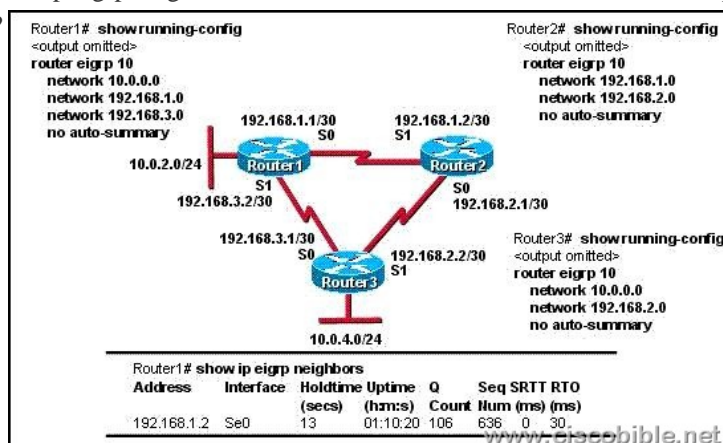 Router1# show running-config
<output omitted>
router eigrp 10
network 10.0.0.0
network 192.168.1.0
network 192.168.3.0
no auto-summary
Router2# show running-config
<output omitted>
router eigrp 10
network 192.168.1.0
network 192.168.2.0
no auto-summary
192.168.1.1/30
S0
192.168.1.2/30
S1
10.0.2.0/24
Router1
Router2
S1
192.168.3.2/30
S0
192.168.2.1/30
192.168.3.1/30
S0
192.168.2.2/30
S1
Router3
10.0.4.0/24
Router3# show running-config
<output omitted>
router eigrp 10
network 10.0.0.0
network 192.168.2.0
no auto-summary
Router1# show ip eigrp neighbors
Address Interface Holdtime Uptime Q Seq SRTT RTO
(secs) (h:m:s) Count Num (ms) (ms)
192.168.1.2 Se0 13 01:10:20 106 636 0 30
www.ciscobible.net